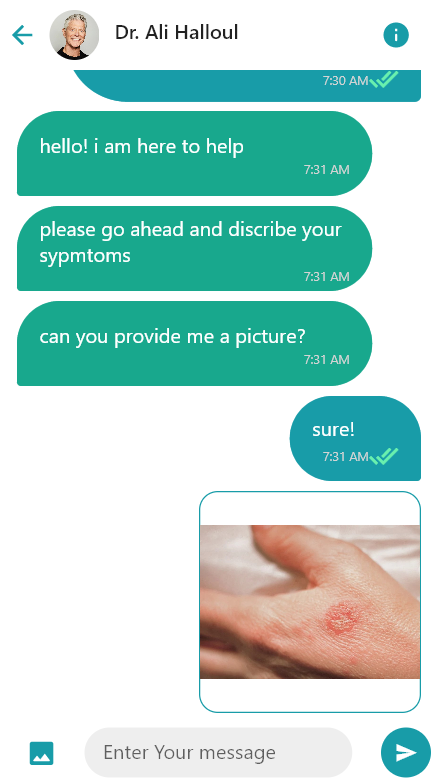 Dr. Ali Halloul
7:30 AM
hello! i am here to help
7:31 AM
please go ahead and discribe your
sypmtoms
7:31 AM
can you provide me a picture?
7:31 AM
sure!
7:31 AM
Enter Your message